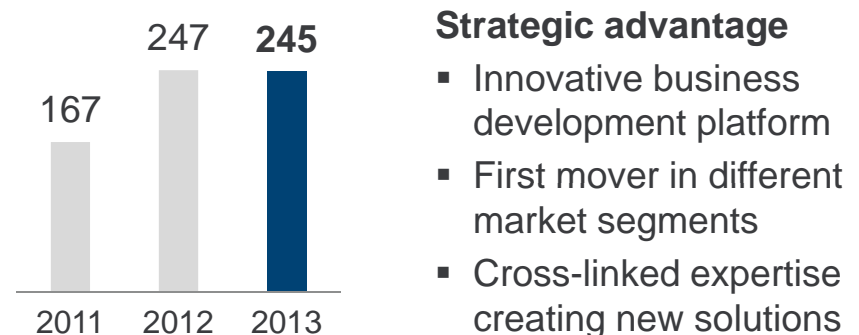 247 245
167
2011 2012 2013
Strategic advantage
▪ Innovative business
development platform
▪ First mover in different
market segments
▪ Cross-linked expertise
creating new solutions